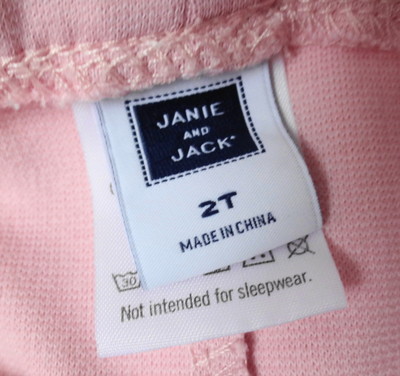 JANIE
AND
JACK
2T
MADE IN CHINA
30
Not intended for sleepwear.